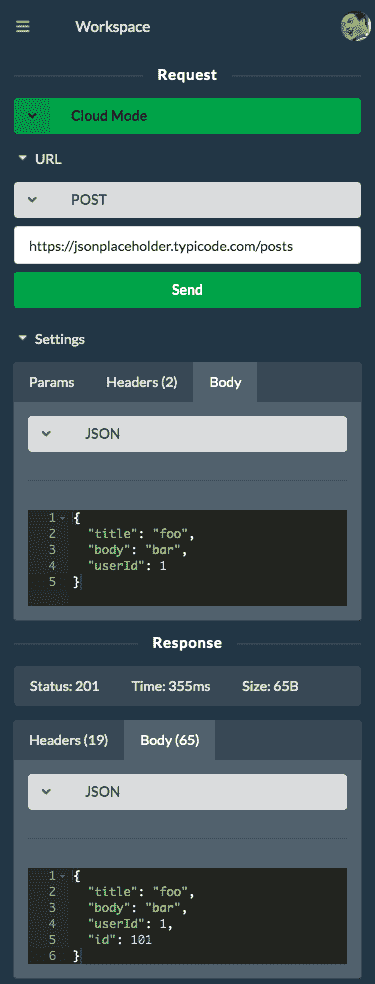 Workspace
Request
Cloud Mode
URL
POST
https://jsonplaceholder.typicode.com/posts
Send
Settings
Params Headers (2) Body
JSON
1 {
2 "title": "foo",
3 "body": "bar",
4 "userId": 1
5 }
Response
Status: 201 Time: 355ms Size: 65B
Headers (19) Body (65)
JSON
1 {
2 "title": "foo",
3 "body": "bar",
4 "userId": 1,
5 "id": 101
6 }